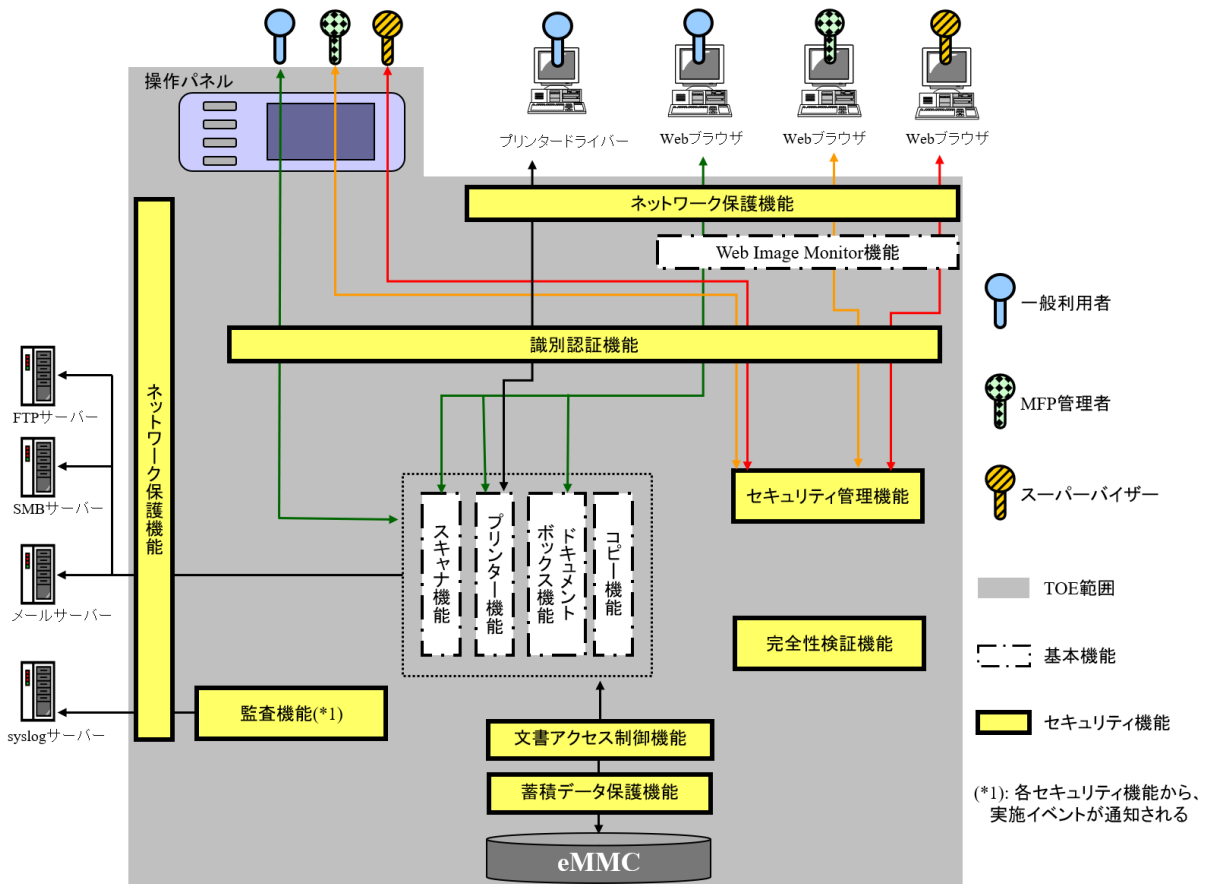 操作パネル
プリンタードライバー
Webブラウザ
Webブラウザ
Webブラウザ
ネットワーク保護機能
Web Image Monitor機能
識別認証機能
ネットワーク保護機能
FTPサーバー
SMBサーバー
メールサーバー
syslogサーバー
スキャナ機能
プリンター機能
ドキュメント
ボックス機能
コピー機能
セキュリティ管理機能
完全性検証機能
監査機能(*1)
文書アクセス制御機能
蓄積データ保護機能
eMMC
一般利用者
MFP管理者
スーパーバイザー
TOE範囲
基本機能
セキュリティ機能
(*1): 各セキュリティ機能から、
実施イベントが通知される